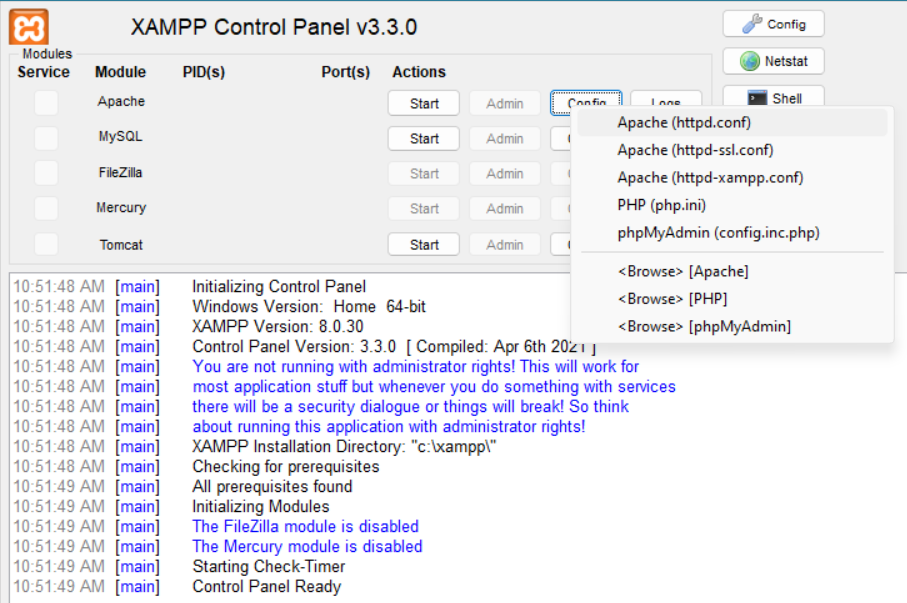 XAMPP Control Panel v3.3.0
Config
Netstat
Shell
Modules
Service Module PID(s) Port(s) Actions
Apache Start Admin Config Logs
MySQL Start Admin
FileZilla Start Admin
Mercury Start Admin
Tomcat Start Admin
Apache (httpd.conf)
Apache (httpd-ssl.conf)
Apache (httpd-xampp.conf)
PHP (php.ini)
phpMyAdmin (config.inc.php)
<Browse> [Apache]
<Browse> [PHP]
<Browse> [phpMyAdmin]
10:51:48 AM [main] Initializing Control Panel
10:51:48 AM [main] Windows Version: Home 64-bit
10:51:48 AM [main] XAMPP Version: 8.0.30
10:51:48 AM [main] Control Panel Version: 3.3.0 [ Compiled: Apr 6th 2021 ]
10:51:48 AM [main] You are not running with administrator rights! This will work for
10:51:48 AM [main] most application stuff but whenever you do something with services
10:51:48 AM [main] there will be a security dialogue or things will break! So think
10:51:48 AM [main] about running this application with administrator rights!
10:51:48 AM [main] XAMPP Installation Directory: "c:\xampp\"
10:51:48 AM [main] Checking for prerequisites
10:51:49 AM [main] All prerequisites found
10:51:49 AM [main] Initializing Modules
10:51:49 AM [main] The FileZilla module is disabled
10:51:49 AM [main] The Mercury module is disabled
10:51:49 AM [main] Starting Check-Timer
10:51:49 AM [main] Control Panel Ready